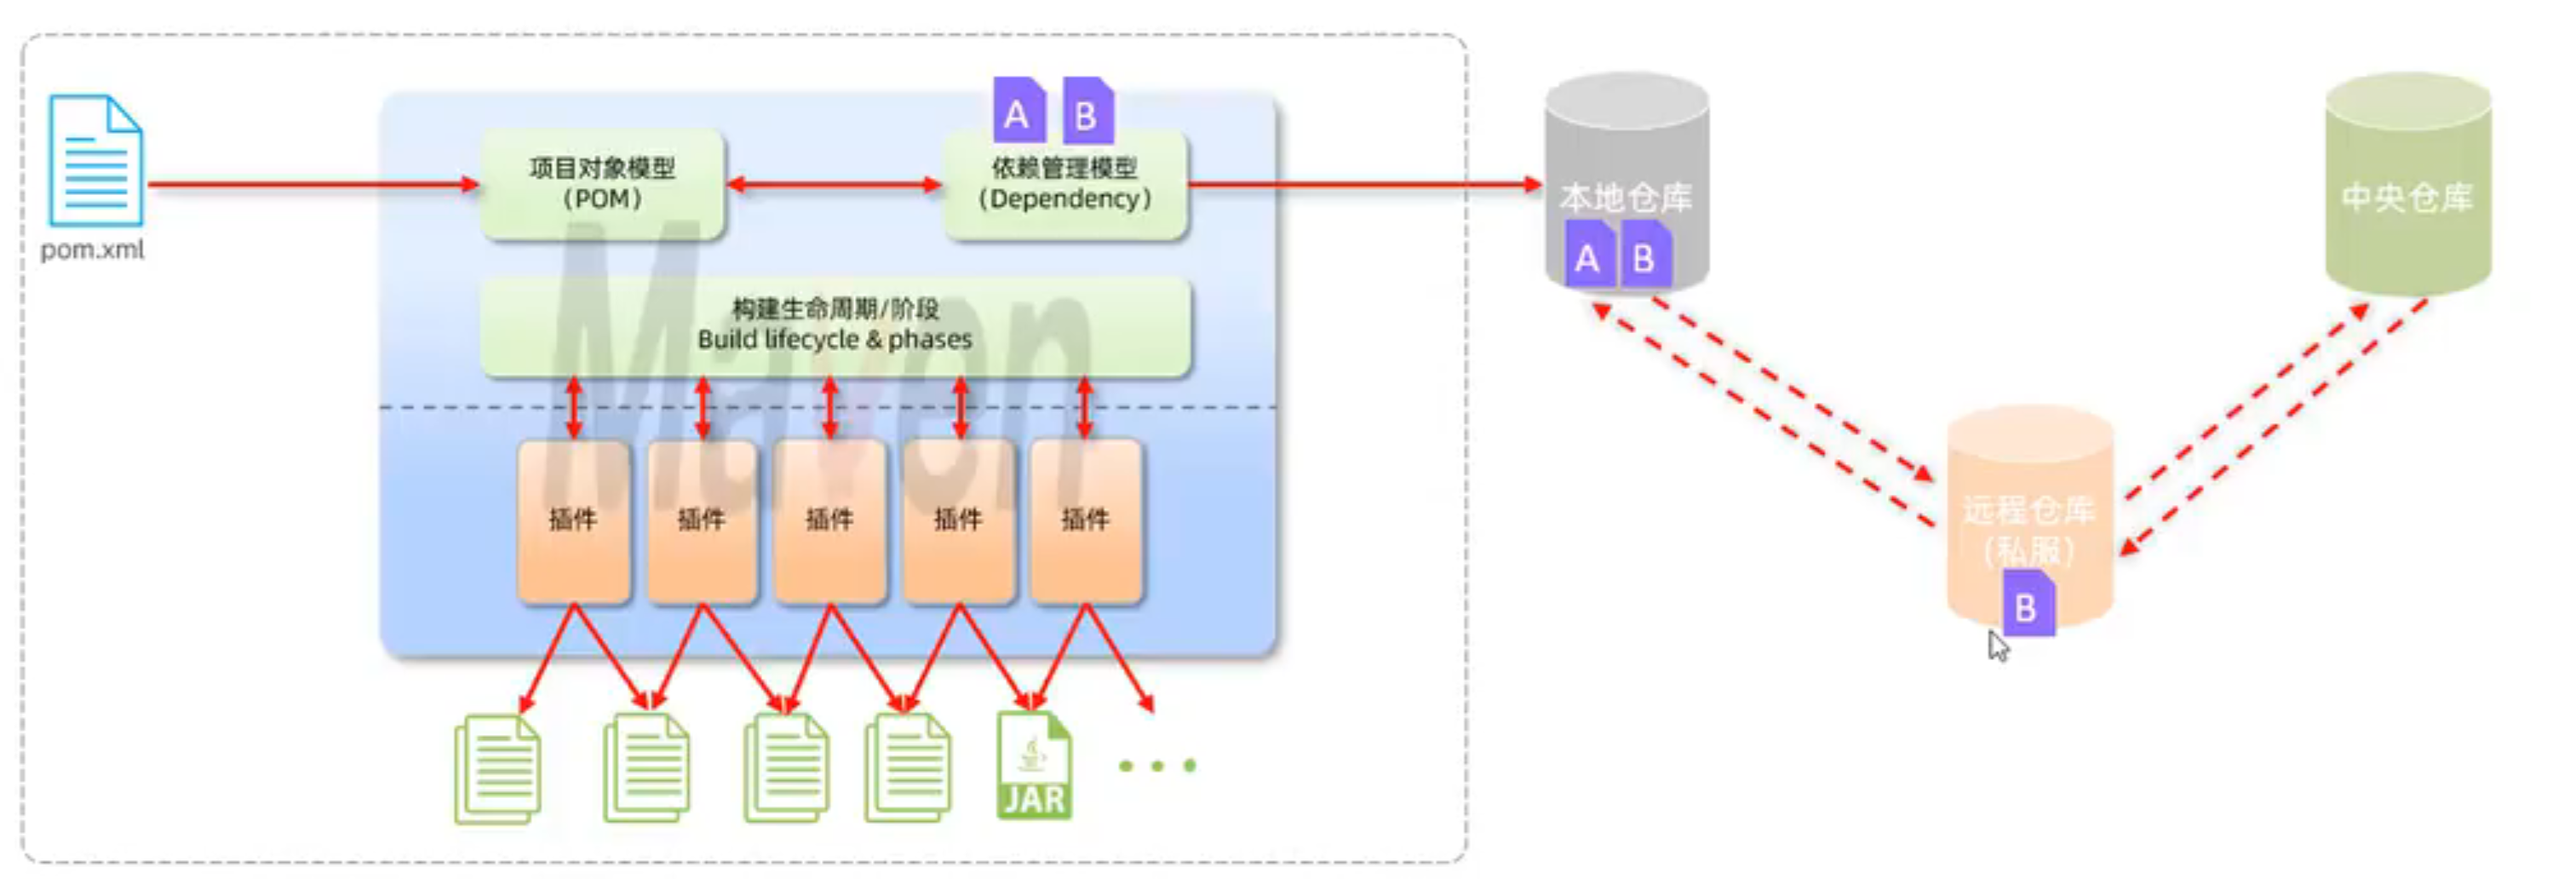 pom.xml
项目对象模型
（POM）
A B
依赖管理模型
（Dependency）
构建生命周期/阶段
Build lifecycle & phases
Maven
插件
插件
插件
插件
插件
JAR
本地仓库
A B
中央仓库
远程仓库
（私服）
B